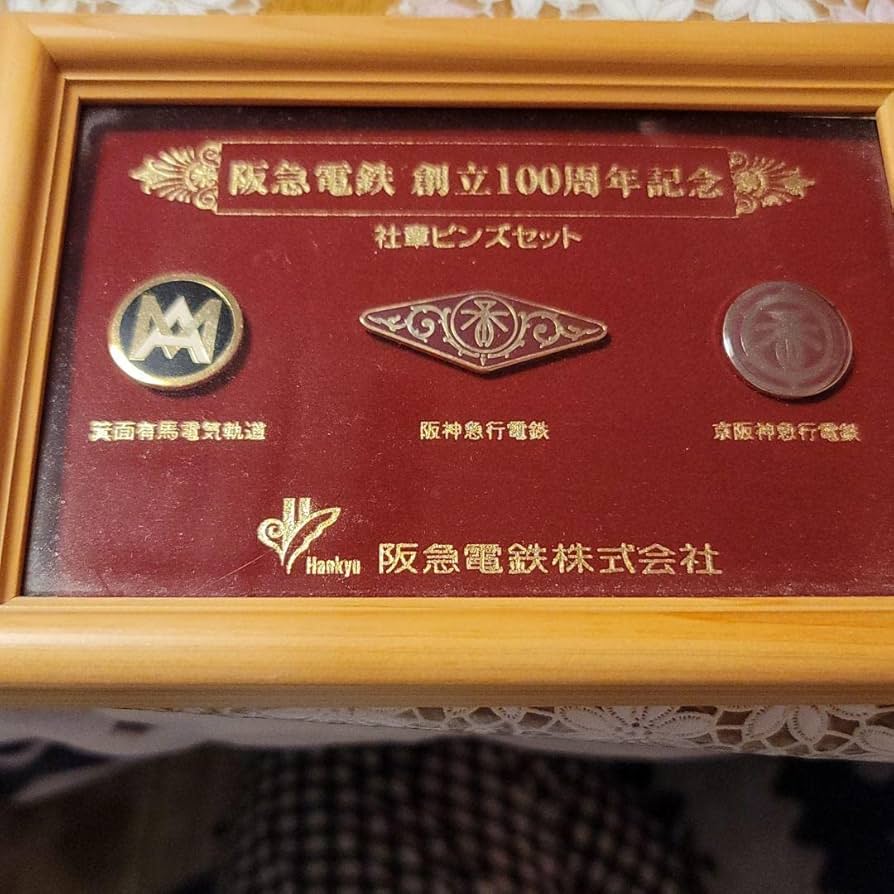 阪急電鉄 創立100周年記念
社章ピンズセット
箕面有馬電気軌道
阪神急行電鉄
京阪神急行電鉄
Hankyu 阪急電鉄株式会社